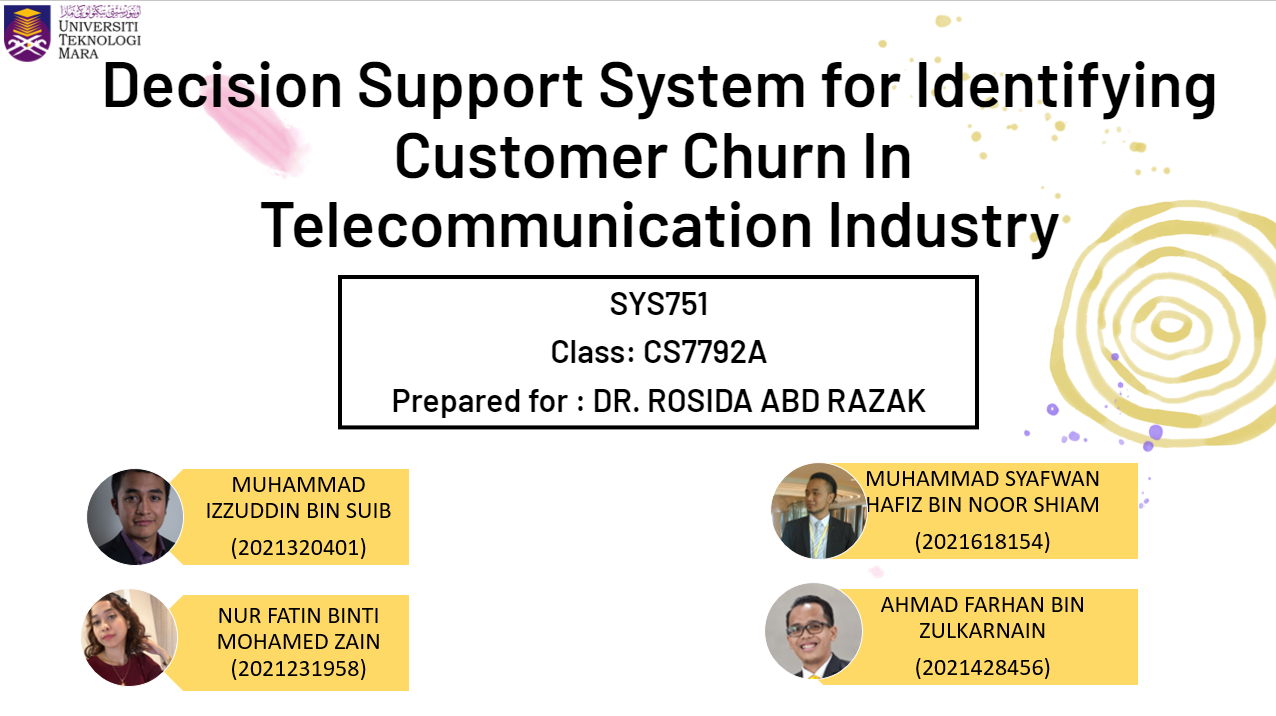 UNIVERSITI
TEKNOLOGI
MARA
Decision Support System for Identifying
Customer Churn In
Telecommunication Industry
SYS751
Class: CS7792A
Prepared for : DR. ROSIDA ABD RAZAK
MUHAMMAD
IZZUDDIN BIN SUIB
(2021320401)
MUHAMMAD SYAFWAN
HAFIZ BIN NOOR SHIAM
(2021618154)
NUR FATIN BINTI
MOHAMED ZAIN
(2021231958)
AHMAD FARHAN BIN
ZULKARNAIN
(2021428456)